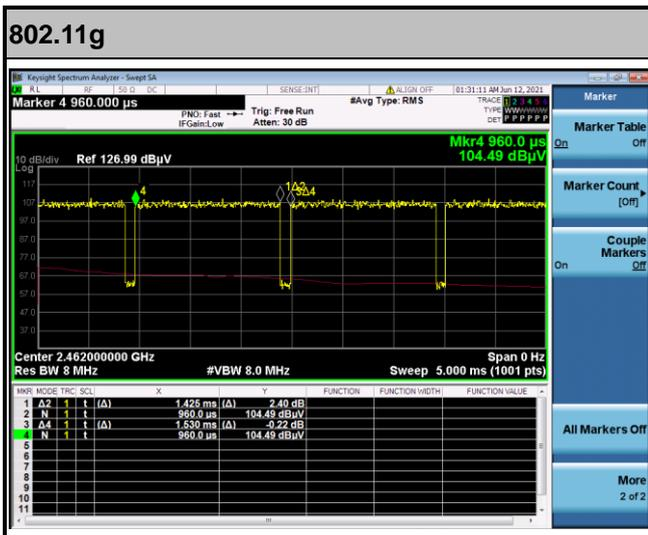 802.11g
Keysight Spectrum Analyzer - Swept SA
RL RF 50 Ω DC SENSE:INT ALIGN OFF 01:31:11 AM Jun 12, 2021
Marker 4 960.000 µs
PNO: Fast Trig: Free Run #Avg Type: RMS TRACE 1 2 3 4 5 6
IFGain:Low Atten: 30 dB TYPE WWWWWW
DET P P P P P P
Mkr4 960.0 µs
10 dB/div Ref 126.99 dBµV 104.49 dBµV
Log
117
107
97.0
87.0
77.0
67.0
57.0
47.0
37.0
4
1Δ2
3Δ4
Center 2.462000000 GHz Span 0 Hz
Res BW 8 MHz #VBW 8.0 MHz Sweep 5.000 ms (1001 pts)
MKR MODE TRC SCL X Y FUNCTION FUNCTION WIDTH FUNCTION VALUE
1 Δ2 1 t (Δ) 1.425 ms (Δ) 2.40 dB
2 N 1 t 960.0 µs 104.49 dBµV
3 Δ4 1 t (Δ) 1.530 ms (Δ) -0.22 dB
4 N 1 t 960.0 µs 104.49 dBµV
5
6
7
8
9
10
11
Marker
Marker Table
On Off
Marker Count
[Off]
Couple
Markers
On Off
All Markers Off
More
2 of 2